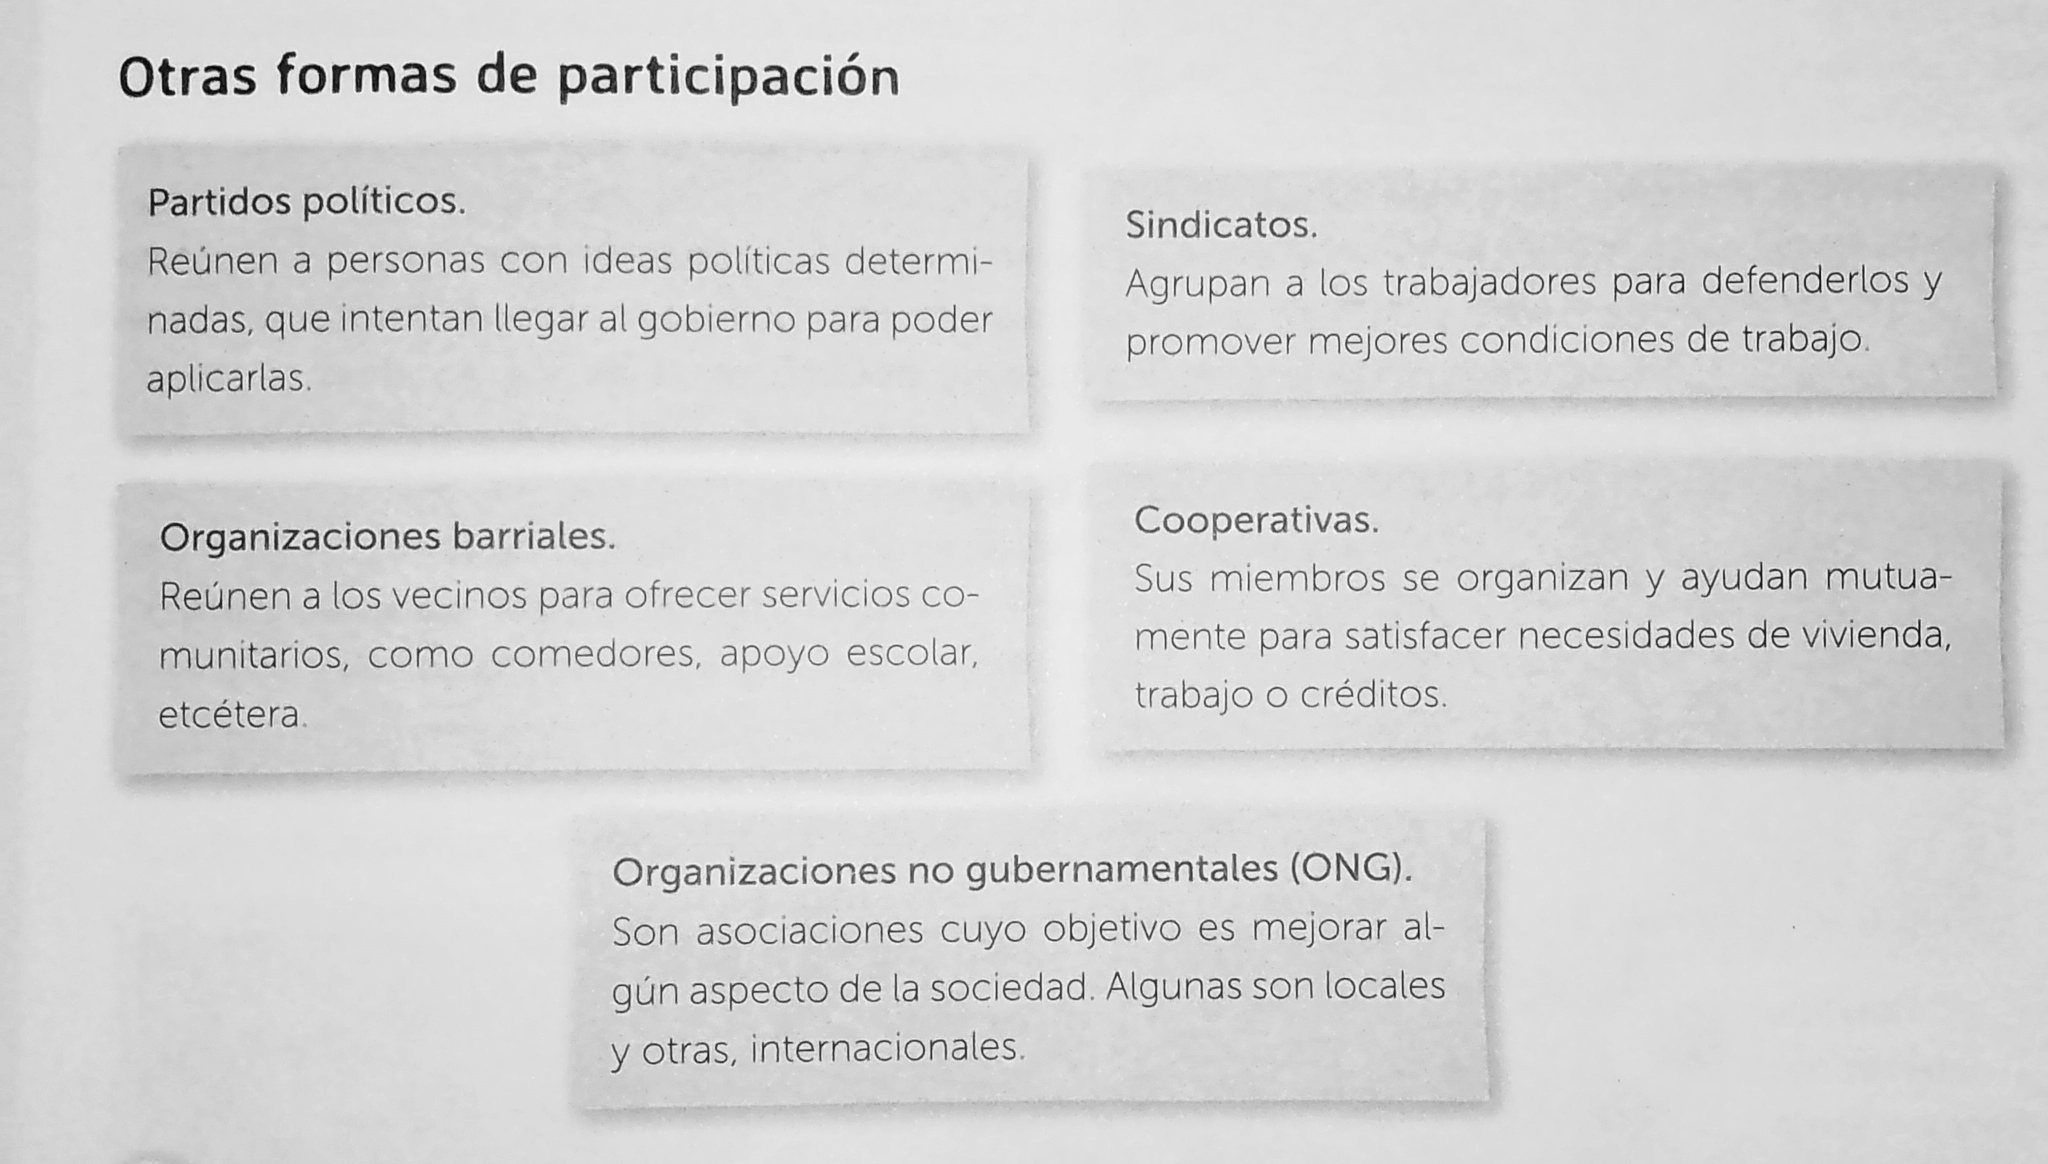 Otras formas de participación
Partidos políticos.
Reúnen a personas con ideas políticas determi-
nadas, que intentan llegar al gobierno para poder
aplicarlas.
Sindicatos.
Agrupan a los trabajadores para defenderlos y
promover mejores condiciones de trabajo.
Organizaciones barriales.
Reúnen a los vecinos para ofrecer servicios co-
munitarios, como comedores, apoyo escolar,
etcétera.
Cooperativas.
Sus miembros se organizan y ayudan mutua-
mente para satisfacer necesidades de vivienda,
trabajo o créditos.
Organizaciones no gubernamentales (ONG).
Son asociaciones cuyo objetivo es mejorar al-
gún aspecto de la sociedad. Algunas son locales
y otras, internacionales.